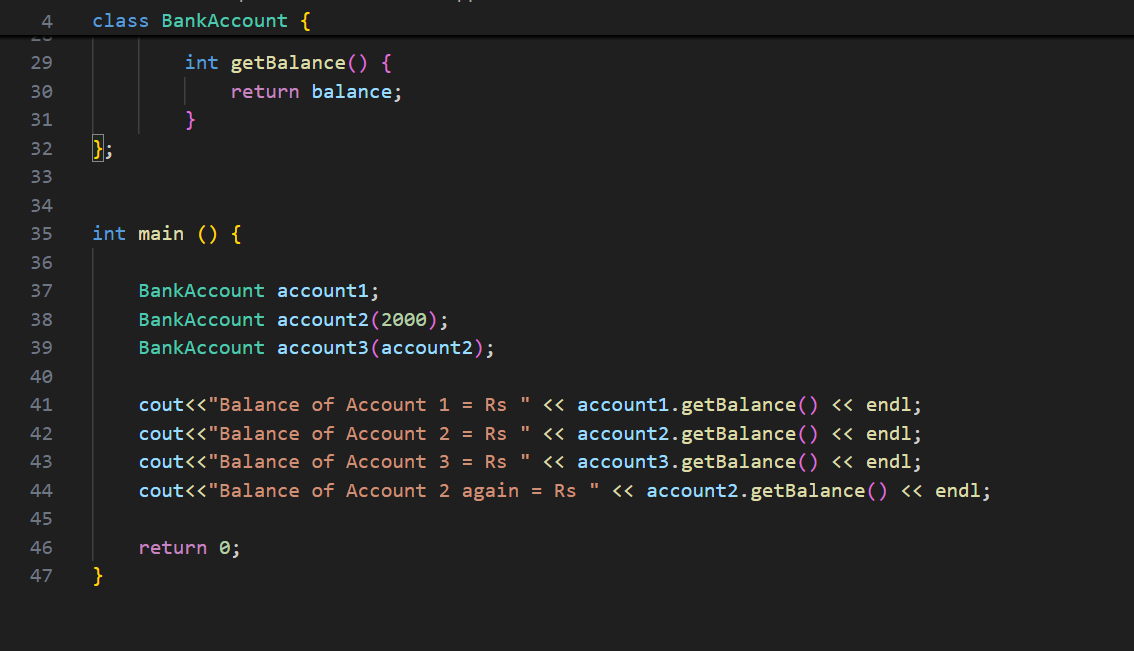 4 class BankAccount {
29 int getBalance() {
30 return balance;
31 }
32 };
33
34
35 int main () {
36
37 BankAccount account1;
38 BankAccount account2(2000);
39 BankAccount account3(account2);
40
41 cout<<"Balance of Account 1 = Rs " << account1.getBalance() << endl;
42 cout<<"Balance of Account 2 = Rs " << account2.getBalance() << endl;
43 cout<<"Balance of Account 3 = Rs " << account3.getBalance() << endl;
44 cout<<"Balance of Account 2 again = Rs " << account2.getBalance() << endl;
45
46 return 0;
47 }